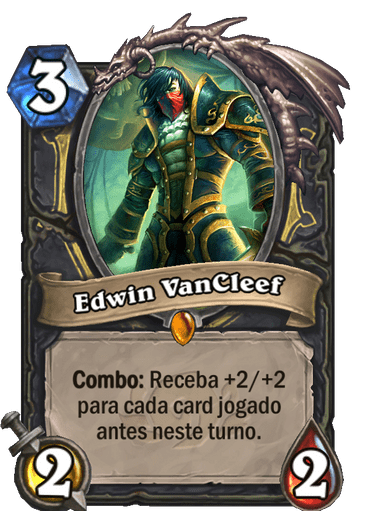 3
Edwin VanCleef
Combo: Receba +2/+2
para cada card jogado
antes neste turno.
2
2